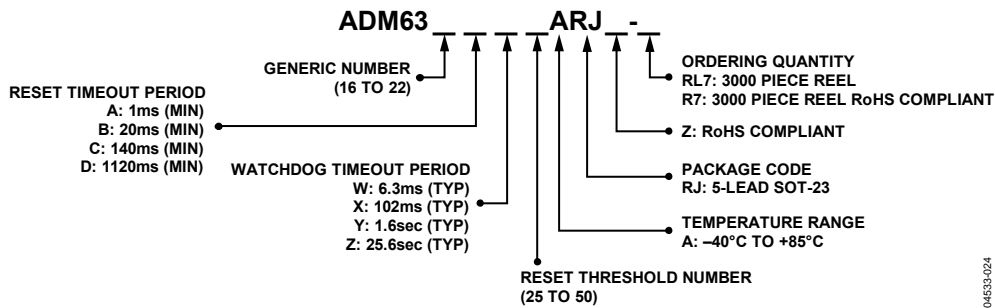 ADM63_ _ _ _ARJ_-_
GENERIC NUMBER
(16 TO 22)
RESET TIMEOUT PERIOD
A: 1ms (MIN)
B: 20ms (MIN)
C: 140ms (MIN)
D: 1120ms (MIN)
WATCHDOG TIMEOUT PERIOD
W: 6.3ms (TYP)
X: 102ms (TYP)
Y: 1.6sec (TYP)
Z: 25.6sec (TYP)
ORDERING QUANTITY
RL7: 3000 PIECE REEL
R7: 3000 PIECE REEL RoHS COMPLIANT
Z: RoHS COMPLIANT
PACKAGE CODE
RJ: 5-LEAD SOT-23
TEMPERATURE RANGE
A: –40°C TO +85°C
RESET THRESHOLD NUMBER
(25 TO 50)
04533-024